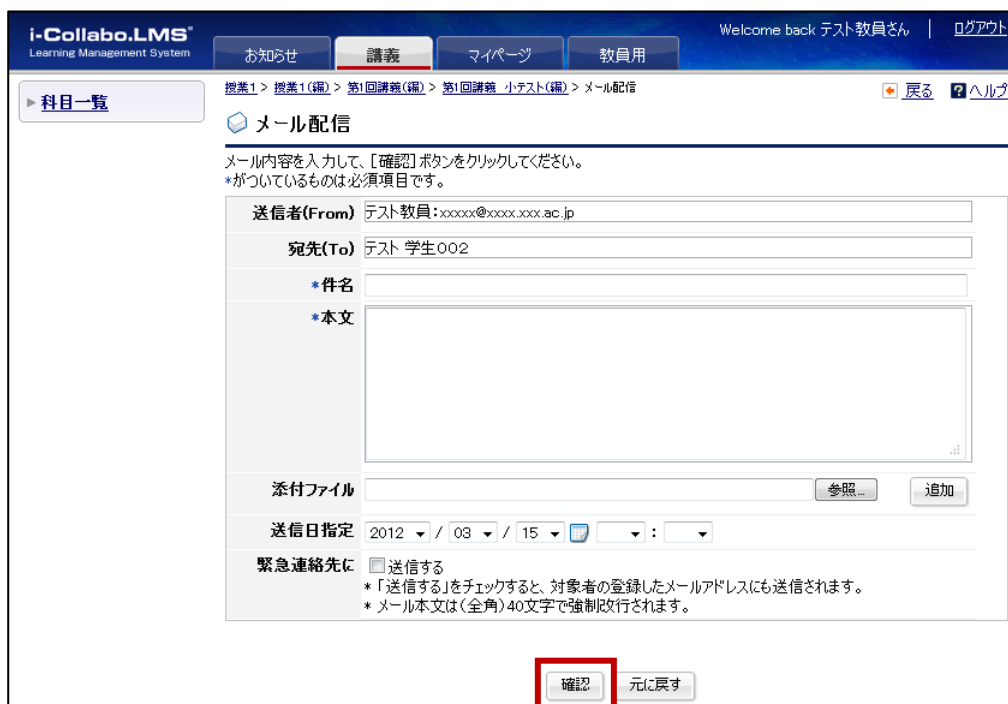 i-Collabo.LMS
Learning Management System
Welcome back テスト教員さん | ログアウト
お知らせ 講義 マイページ 教員用
科目一覧
授業1 > 授業1(編) > 第1回講義(編) > 第1回講義 小テスト(編) > メール配信
戻る ?ヘルプ
メール配信
メール内容を入力して、[確認]ボタンをクリックしてください。
*がついているものは必須項目です。
送信者(From) テスト教員:xxxxx@xxxx.xxx.ac.jp
宛先(To) テスト 学生002
*件名
*本文
添付ファイル 参照... 追加
送信日指定 2012 / 03 / 15 :
緊急連絡先に 送信する
*「送信する」をチェックすると、対象者の登録したメールアドレスにも送信されます。
* メール本文は(全角)40文字で強制改行されます。
確認 元に戻す